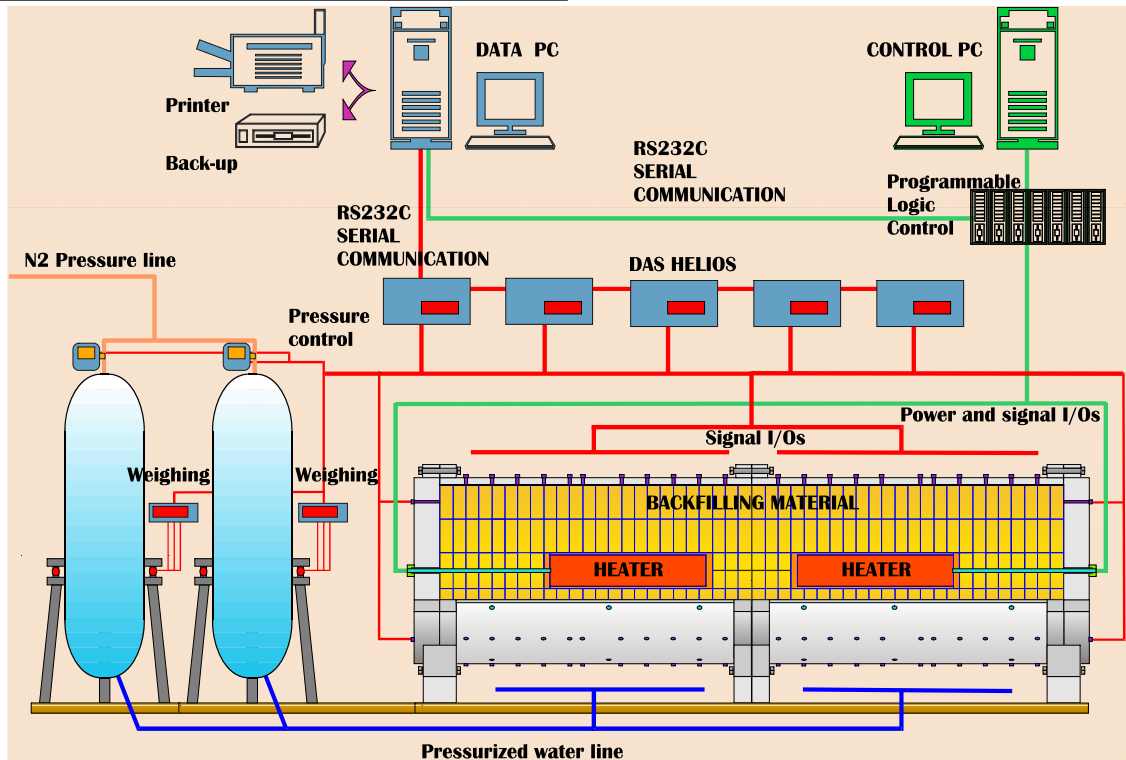 DATA PC
CONTROL PC
Printer
Back-up
RS232C
SERIAL
COMMUNICATION
Programmable
Logic
Control
RS232C
SERIAL
COMMUNICATION
N2 Pressure line
DAS HELIOS
Pressure
control
Power and signal I/Os
Signal I/Os
Weighing
Weighing
BACKFILLING MATERIAL
HEATER
HEATER
Pressurized water line